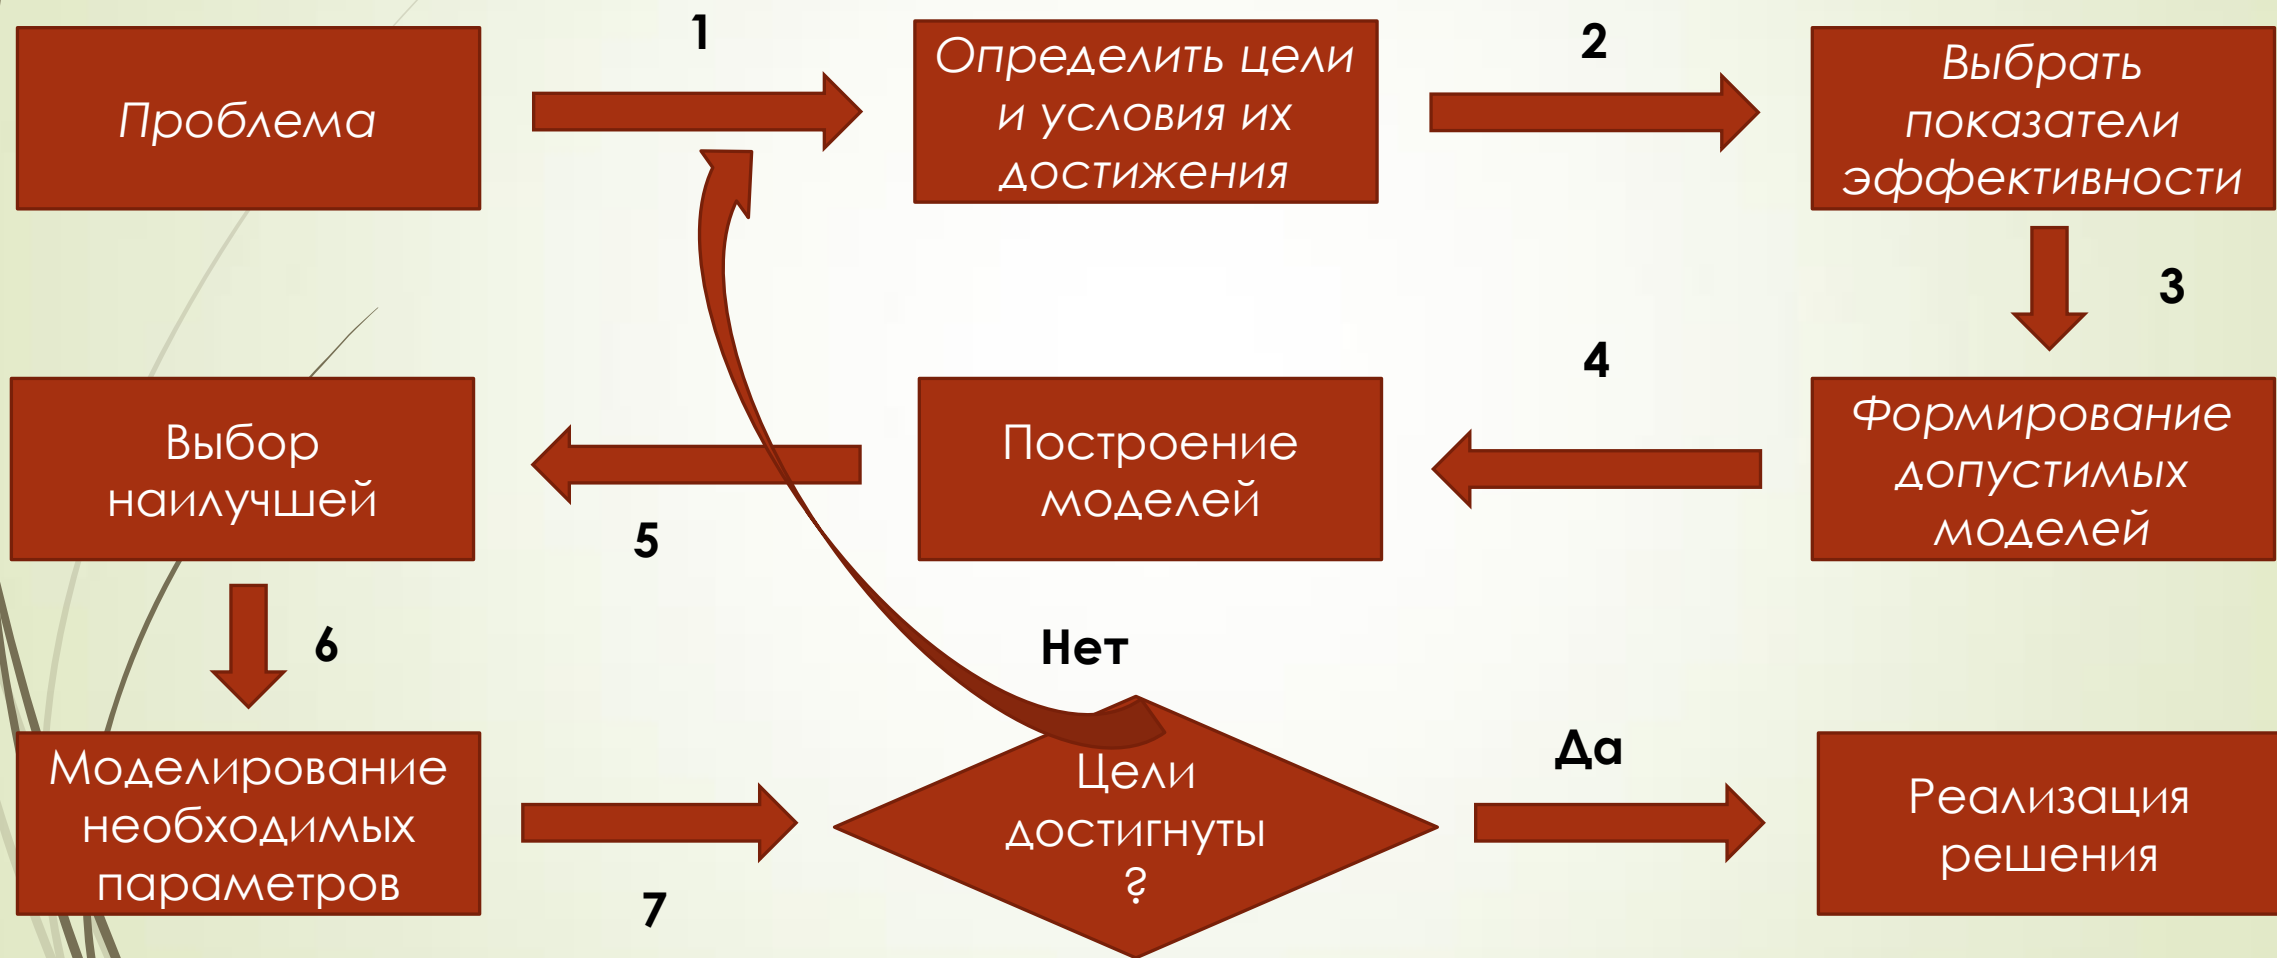 Проблема
1
Определить цели
и условия их
достижения
2
Выбрать
показатели
эффективности
3
Формирование
допустимых
моделей
4
Построение
моделей
5
Выбор
наилучшей
6
Моделирование
необходимых
параметров
7
Цели
достигнуты
?
Нет
Да
Реализация
решения